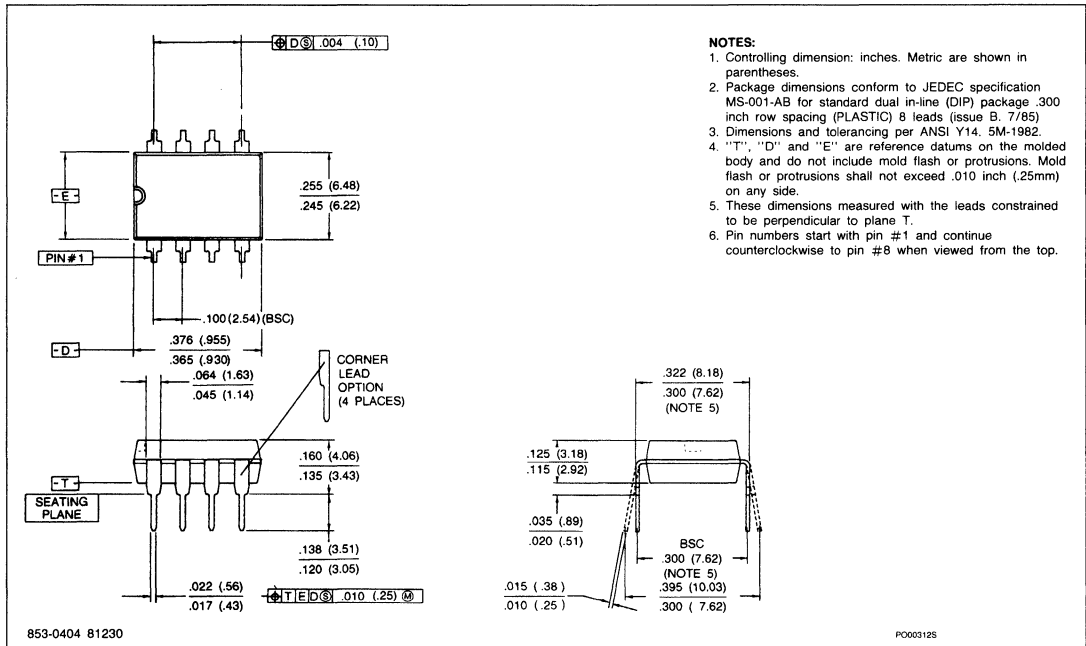 ⌖ D Ⓢ .004 (.10)
NOTES:
1. Controlling dimension: inches. Metric are shown in
parentheses.
2. Package dimensions conform to JEDEC specification
MS-001-AB for standard dual in-line (DIP) package .300
inch row spacing (PLASTIC) 8 leads (issue B. 7/85)
3. Dimensions and tolerancing per ANSI Y14. 5M-1982.
4. "T", "D" and "E" are reference datums on the molded
body and do not include mold flash or protrusions. Mold
flash or protrusions shall not exceed .010 inch (.25mm)
on any side.
5. These dimensions measured with the leads constrained
to be perpendicular to plane T.
6. Pin numbers start with pin #1 and continue
counterclockwise to pin #8 when viewed from the top.
-E-
.255 (6.48)
.245 (6.22)
PIN #1
.100 (2.54) (BSC)
-D-
.376 (.955)
.365 (.930)
.064 (1.63)
.045 (1.14)
CORNER
LEAD
OPTION
(4 PLACES)
.160 (4.06)
.135 (3.43)
-T-
SEATING
PLANE
.138 (3.51)
.120 (3.05)
.022 (.56)
.017 (.43)
⌖ T E D Ⓢ .010 (.25) Ⓜ
.322 (8.18)
.300 (7.62)
(NOTE 5)
.125 (3.18)
.115 (2.92)
.035 (.89)
.020 (.51)
BSC
.300 (7.62)
(NOTE 5)
.015 (.38)
.010 (.25)
.395 (10.03)
.300 (7.62)
853-0404 81230
PO00312S